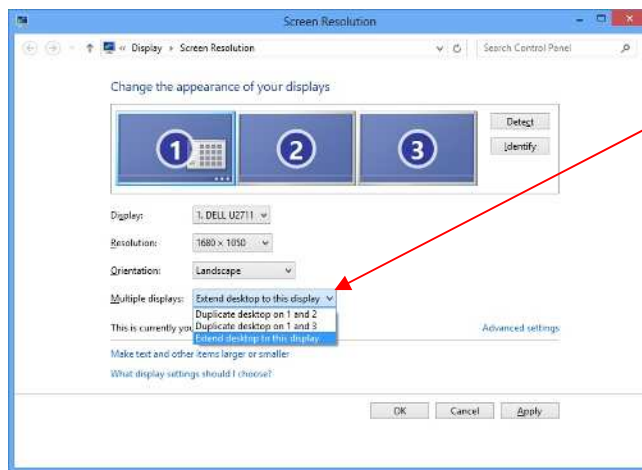 Screen Resolution
« Display › Screen Resolution
Search Control Panel
Change the appearance of your displays
1
2
3
Detect
Identify
Display: 1. DELL U2711
Resolution: 1680 × 1050
Orientation: Landscape
Multiple displays: Extend desktop to this display
Duplicate desktop on 1 and 2
Duplicate desktop on 1 and 3
Extend desktop to this display
This is currently you
Advanced settings
Make text and other items larger or smaller
What display settings should I choose?
OK Cancel Apply